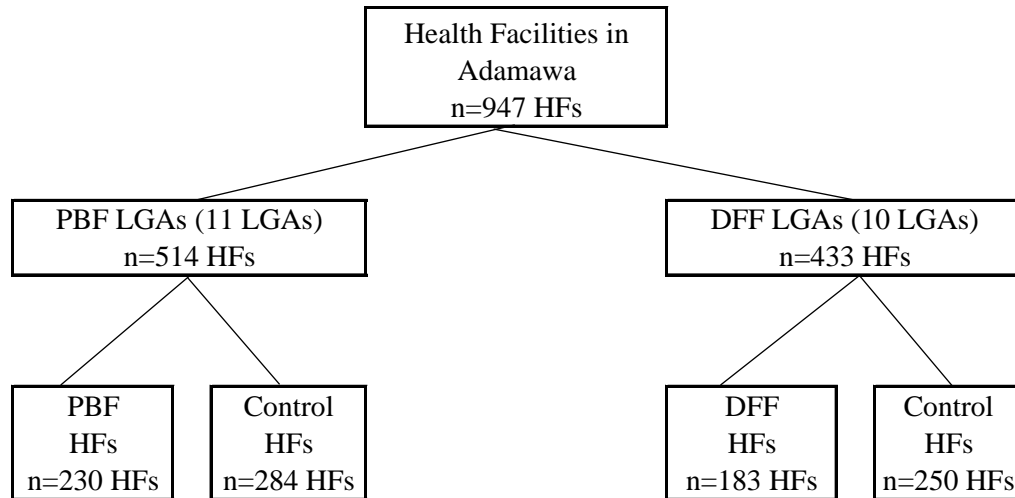 Health Facilities in
Adamawa
n=947 HFs
PBF LGAs (11 LGAs)
n=514 HFs
DFF LGAs (10 LGAs)
n=433 HFs
PBF
HFs
n=230 HFs
Control
HFs
n=284 HFs
DFF
HFs
n=183 HFs
Control
HFs
n=250 HFs